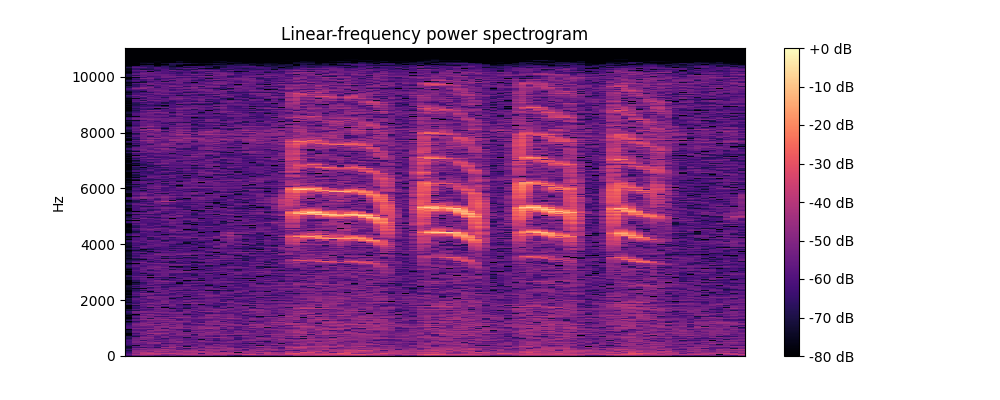 Linear-frequency power spectrogram
Hz
10000
8000
6000
4000
2000
0
+0 dB
-10 dB
-20 dB
-30 dB
-40 dB
-50 dB
-60 dB
-70 dB
-80 dB